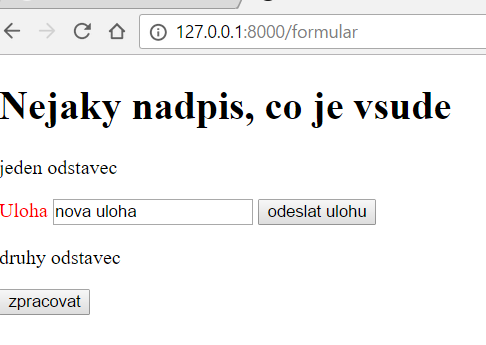 127.0.0.1:8000/formular
Nejaky nadpis, co je vsude
jeden odstavec
Uloha nova uloha odeslat ulohu
druhy odstavec
zpracovat